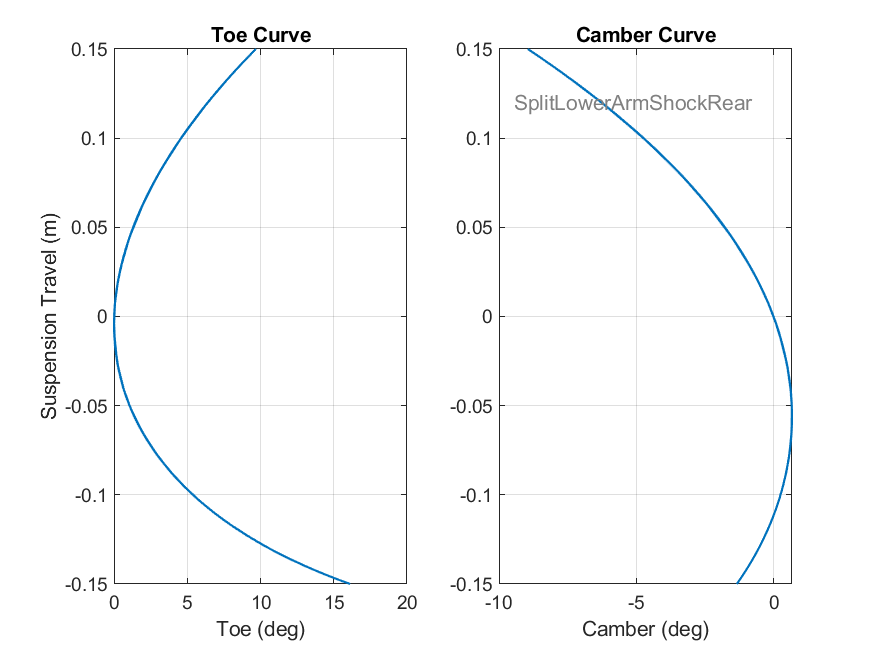 Toe Curve
0.15
0.1
0.05
0
-0.05
-0.1
-0.15
Suspension Travel (m)
0 5 10 15 20
Toe (deg)
Camber Curve
SplitLowerArmShockRear
0.15
0.1
0.05
0
-0.05
-0.1
-0.15
-10 -5 0
Camber (deg)